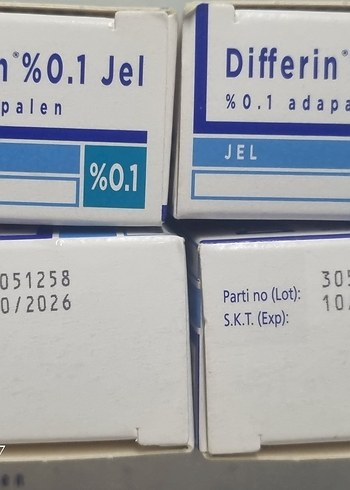 %0.1 Jel
palen
%0.1
Differin®
%0.1 adapa
JEL
051258
0/2026
Parti no (Lot): 305
S.K.T. (Exp): 10